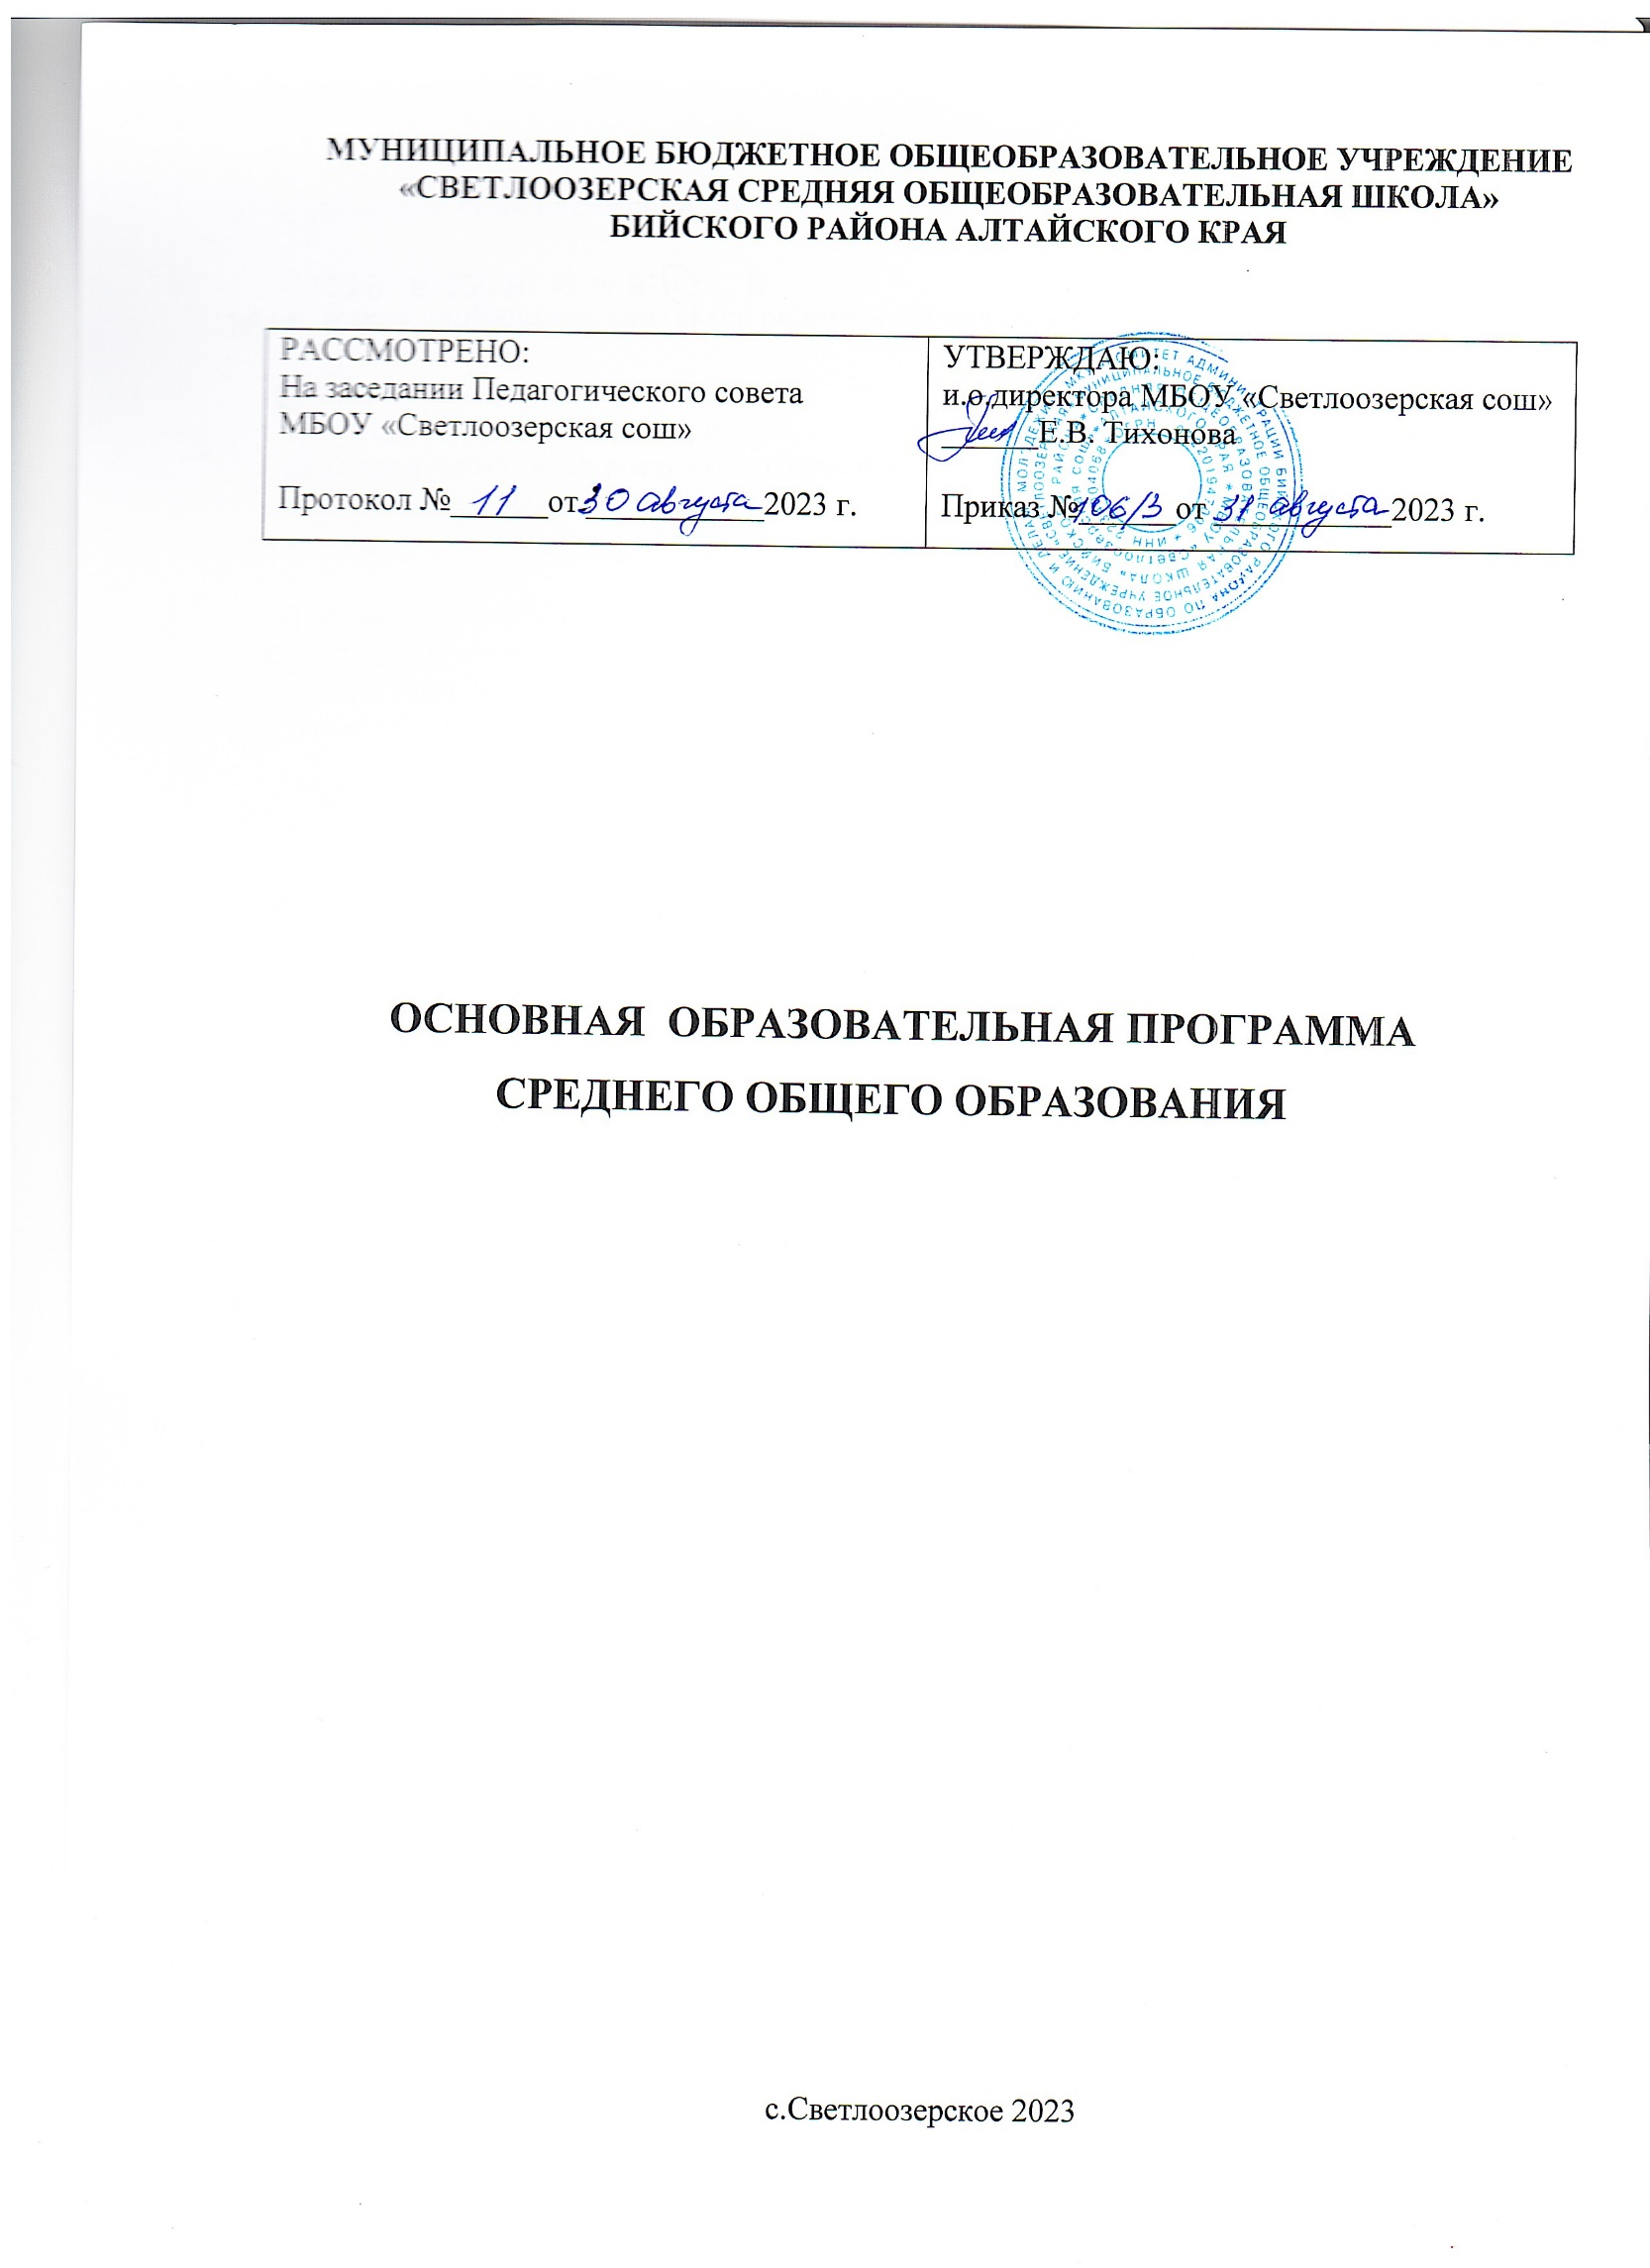 МУНИЦИПАЛЬНОЕ БЮДЖЕТНОЕ ОБЩЕОБРАЗОВАТЕЛЬНОЕ УЧРЕЖДЕНИЕ
«СВЕТЛООЗЕРСКАЯ СРЕДНЯЯ ОБЩЕОБРАЗОВАТЕЛЬНАЯ ШКОЛА»
БИЙСКОГО РАЙОНА АЛТАЙСКОГО КРАЯ
РАССМОТРЕНО:
На заседании Педагогического совета
МБОУ «Светлоозерская сош»
Протокол № 11 от 30 августа 2023 г.
УТВЕРЖДАЮ:
и.о.директора МБОУ «Светлоозерская сош»
Е.В. Тихонова
Приказ № 106/3 от 31 августа 2023 г.
ОСНОВНАЯ ОБРАЗОВАТЕЛЬНАЯ ПРОГРАММА
СРЕДНЕГО ОБЩЕГО ОБРАЗОВАНИЯ
с.Светлоозерское 2023